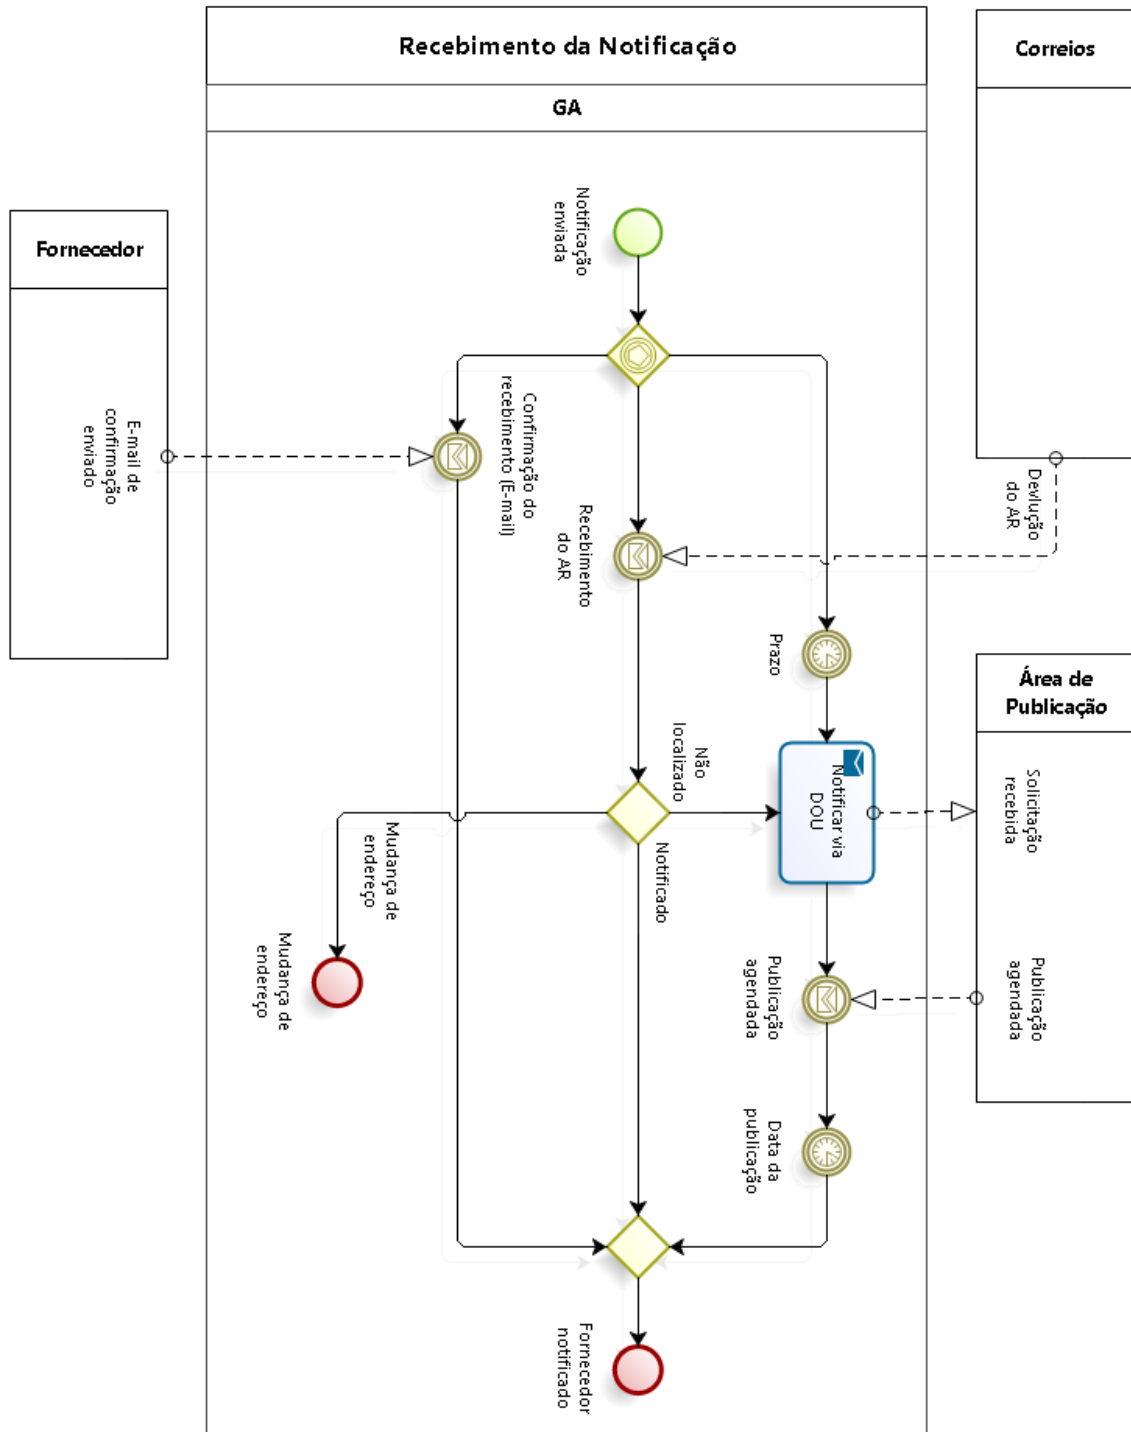 Recebimento da Notificação
Correios
GA
Notificação
enviada
Fornecedor
E-mail de
confirmação
enviado
Confirmação do
recebimento (E-mail)
Recebimento
do AR
Devlução
do AR
Prazo
Área de
Publicação
Não
localizado
Notificar via
DOU
Solicitação
recebida
Mudança de
endereço
Notificado
Mudança de
endereço
Publicação
agendada
Publicação
agendada
Data da
publicação
Fornecedor
notificado